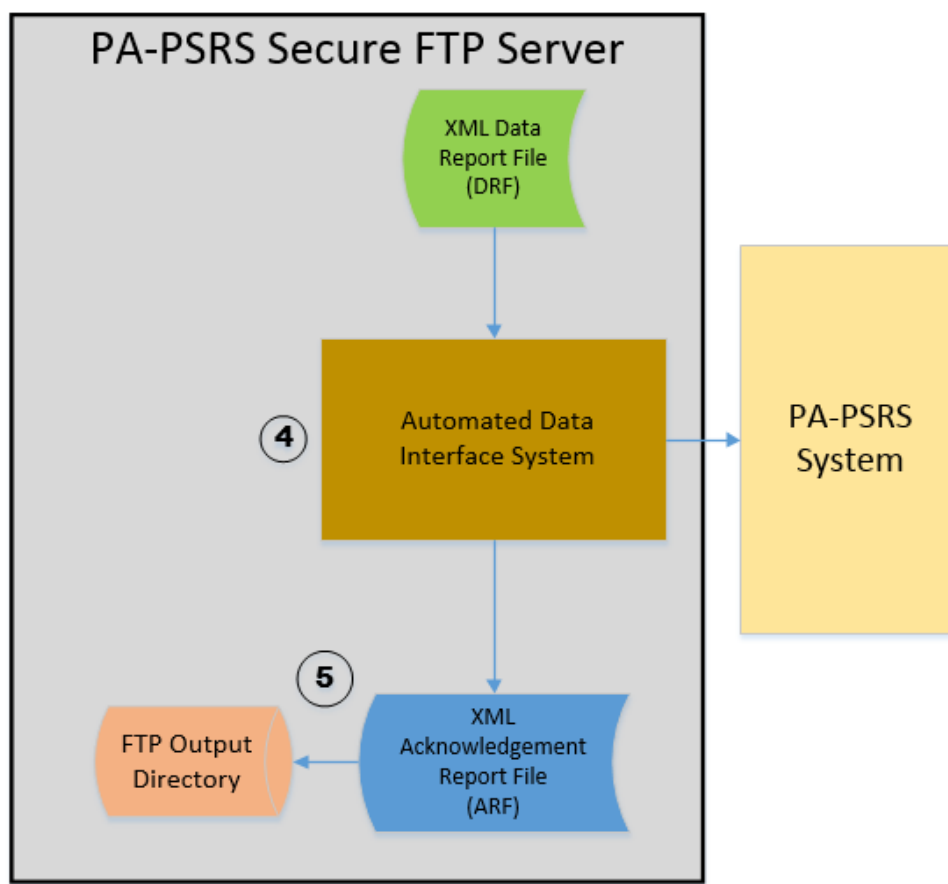 PA-PSRS Secure FTP Server
XML Data
Report File
(DRF)
4
Automated Data
Interface System
PA-PSRS
System
5
XML
Acknowledgement
Report File
(ARF)
FTP Output
Directory